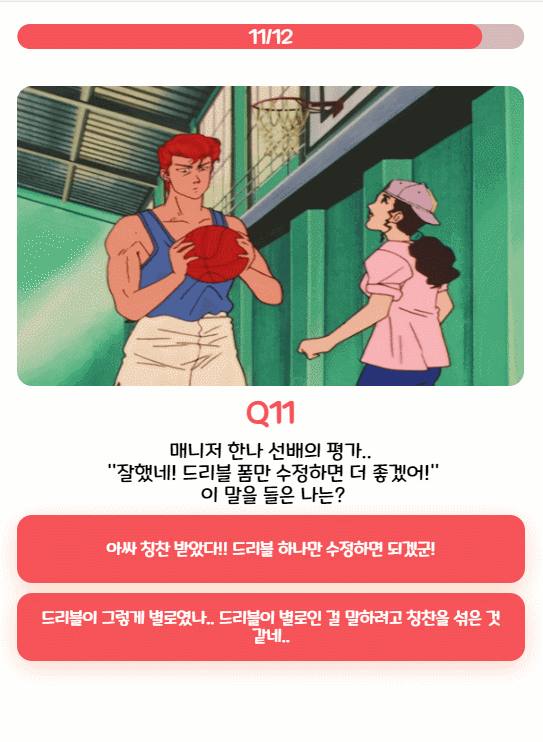 11/12
Q11
매니저 한나 선배의 평가..
"잘했네! 드리블 폼만 수정하면 더 좋겠어!"
이 말을 들은 나는?
아싸 칭찬 받았다!! 드리블 하나만 수정하면 되겠군!
드리블이 그렇게 별로였나.. 드리블이 별로인 걸 말하려고 칭찬을 섞은 것
같네..